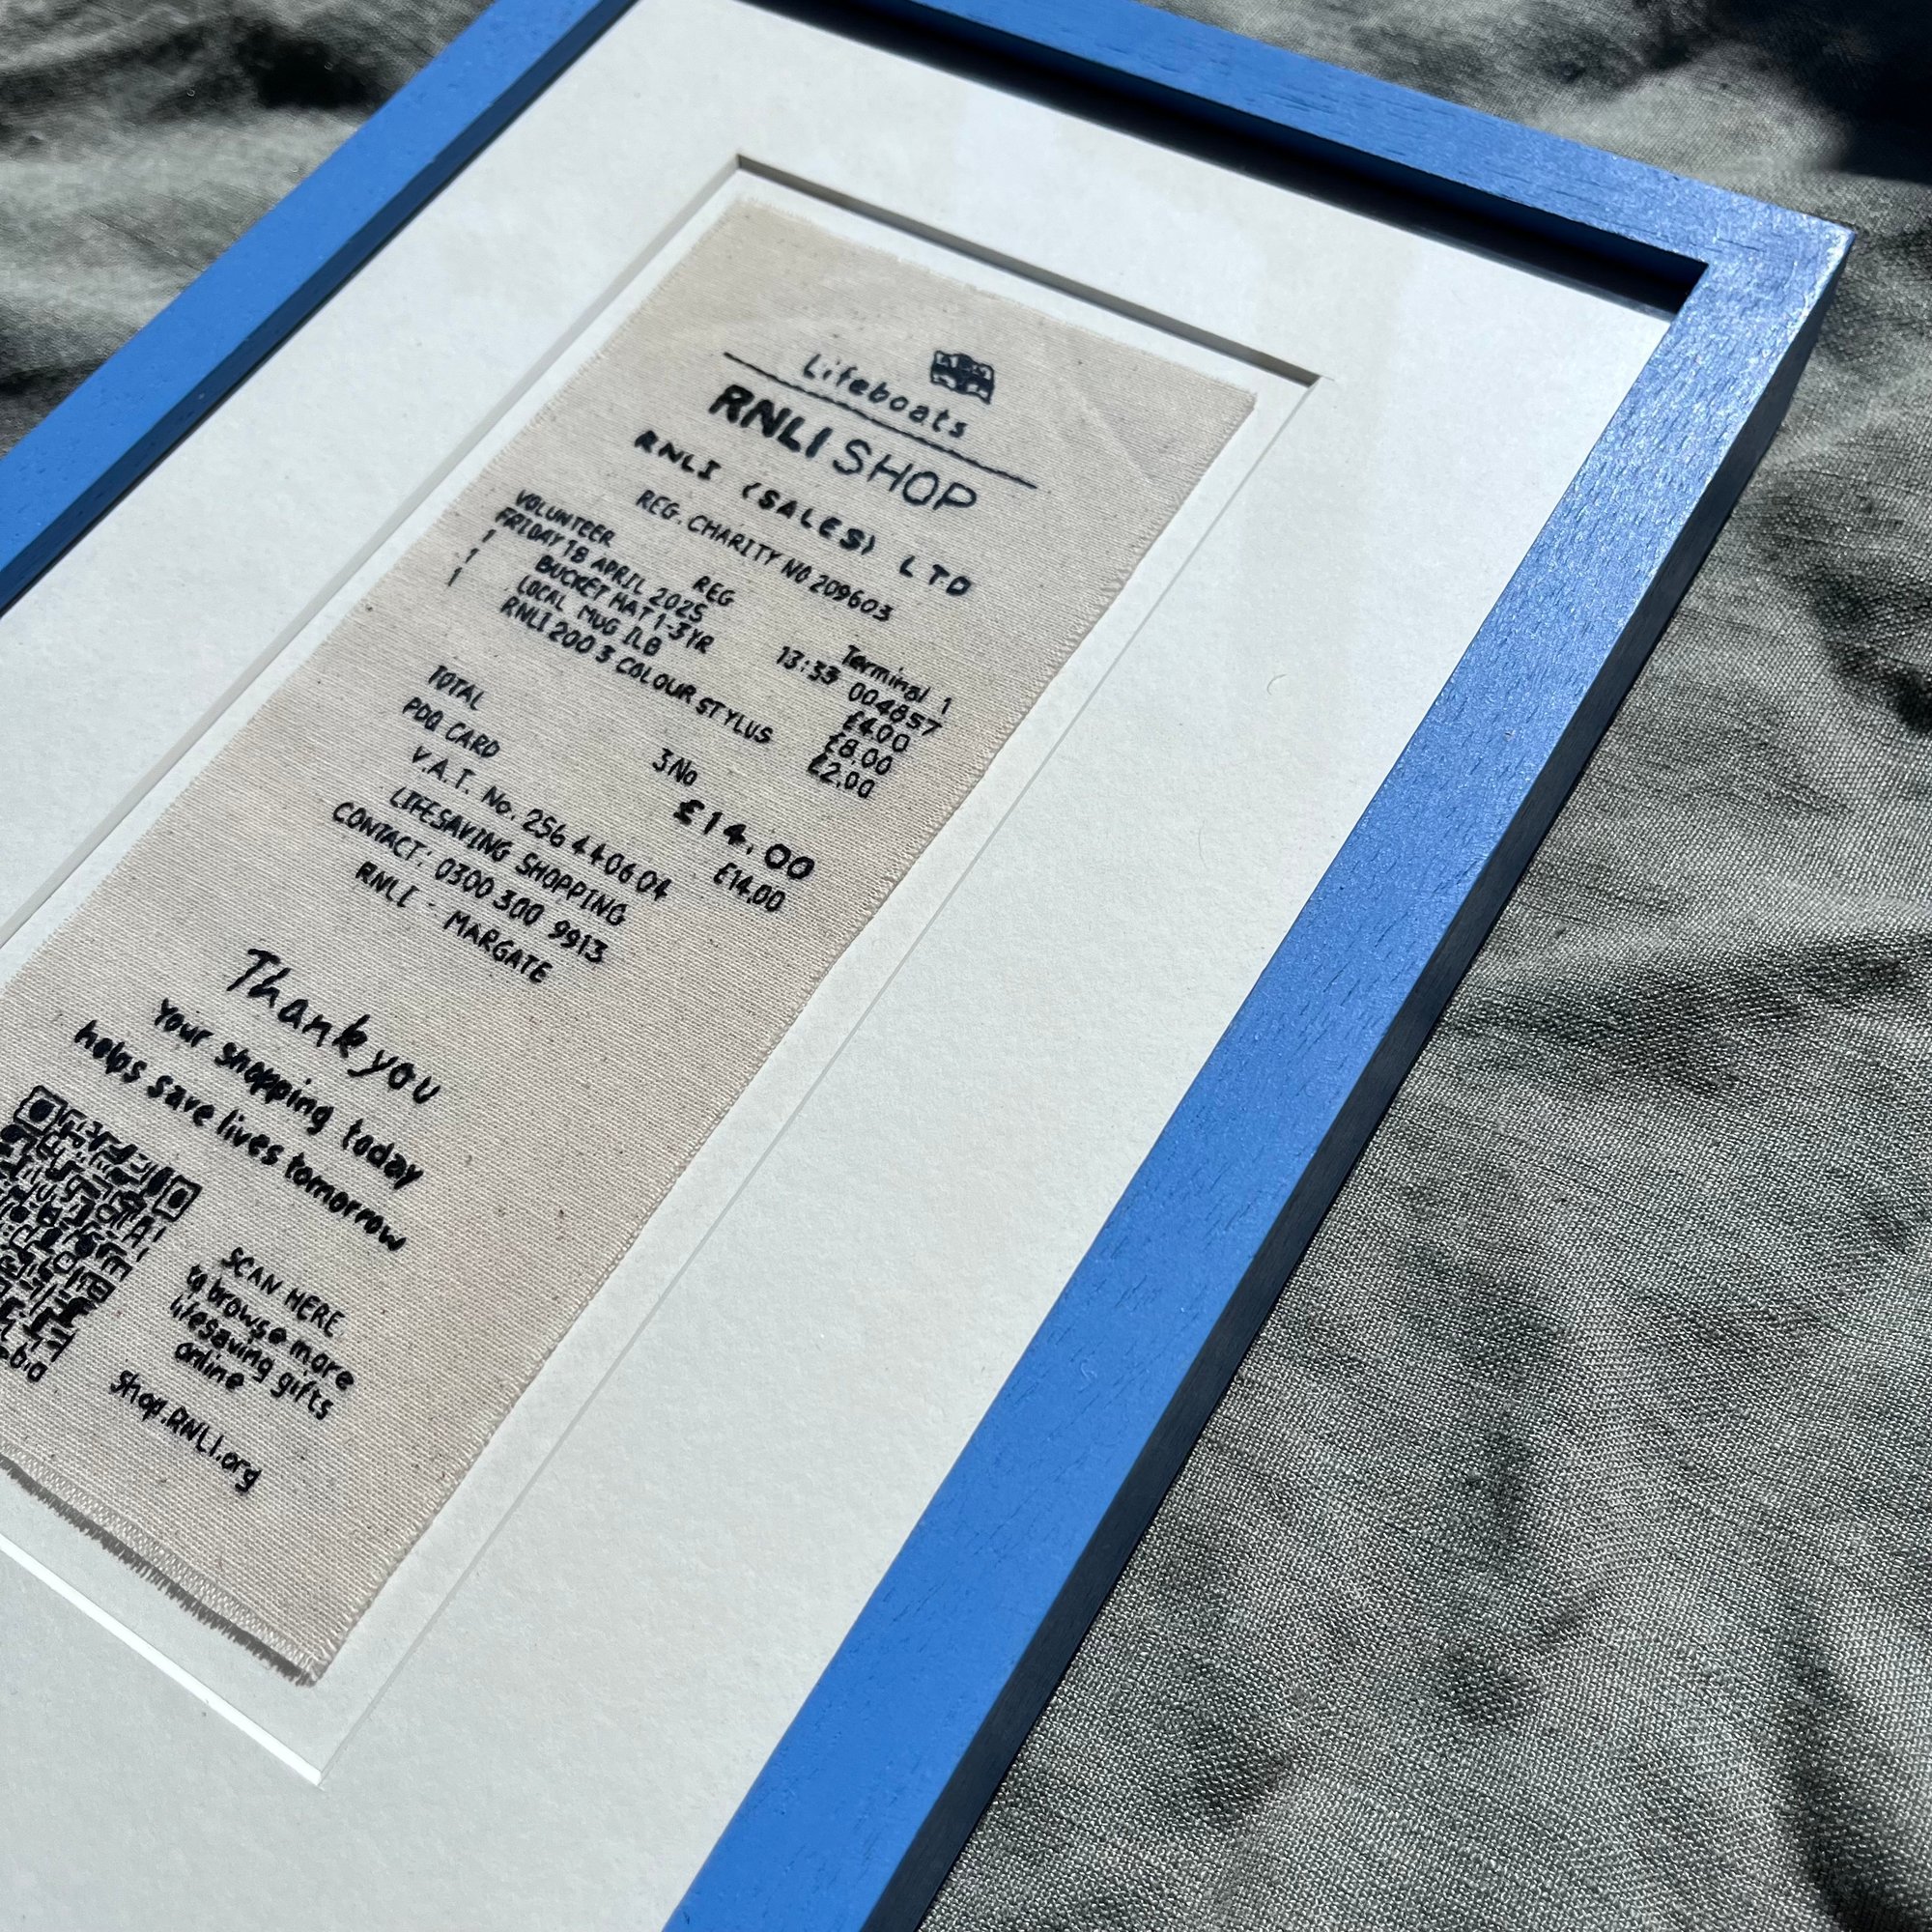 Lifeboats
RNLI SHOP
RNLI (SALES) LTD
REG. CHARITY NO 209603
VOLUNTEER REG Terminal 1
FRIDAY 18 APRIL 2025 13:39 004857
1 BUCKET HAT 1-3YR £4.00
1 LOCAL MUG ILB £8.00
1 RNLI 200 3 COLOUR STYLUS £2.00
TOTAL 3No £14.00
PDQ CARD £14.00
V.A.T. No. 256 4406 04
LIFESAVING SHOPPING
CONTACT: 0300 300 9913
RNLI - MARGATE
Thank you
Your shopping today
helps save lives tomorrow
SCAN HERE
to browse more
lifesaving gifts
online
Shop.RNLI.org